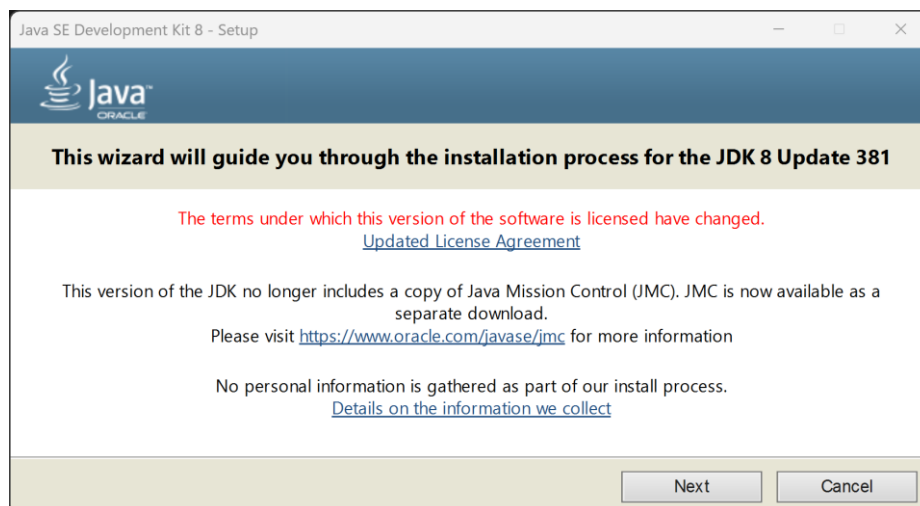 Java SE Development Kit 8 - Setup
Java™
ORACLE
This wizard will guide you through the installation process for the JDK 8 Update 381
The terms under which this version of the software is licensed have changed.
Updated License Agreement
This version of the JDK no longer includes a copy of Java Mission Control (JMC). JMC is now available as a
separate download.
Please visit https://www.oracle.com/javase/jmc for more information
No personal information is gathered as part of our install process.
Details on the information we collect
Next
Cancel